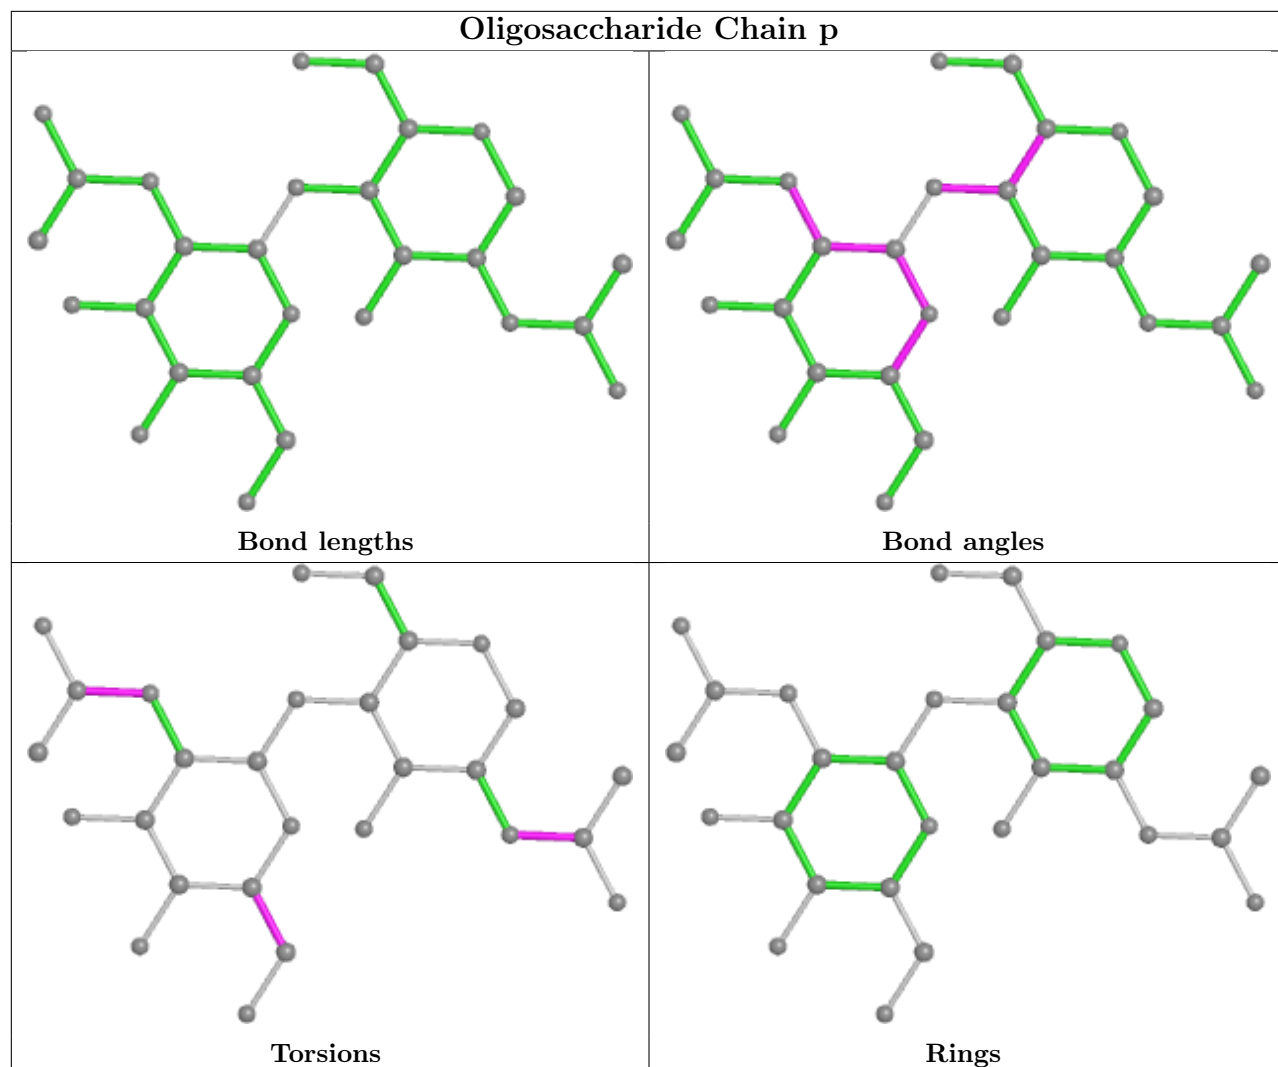 Oligosaccharide Chain p
Bond lengths
Bond angles
Torsions
Rings